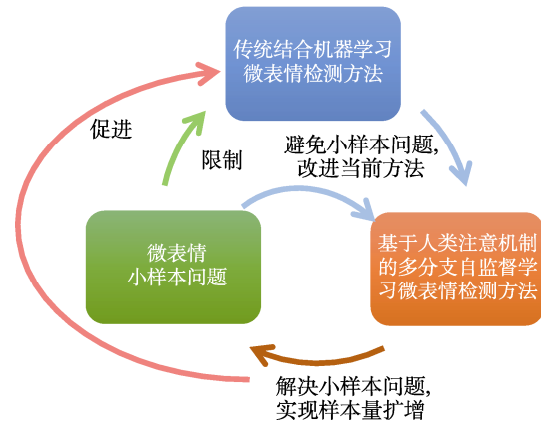 传统结合机器学习
微表情检测方法
促进
限制
避免小样本问题,
改进当前方法
微表情
小样本问题
基于人类注意机制
的多分支自监督学
习微表情检测方法
解决小样本问题,
实现样本量扩增